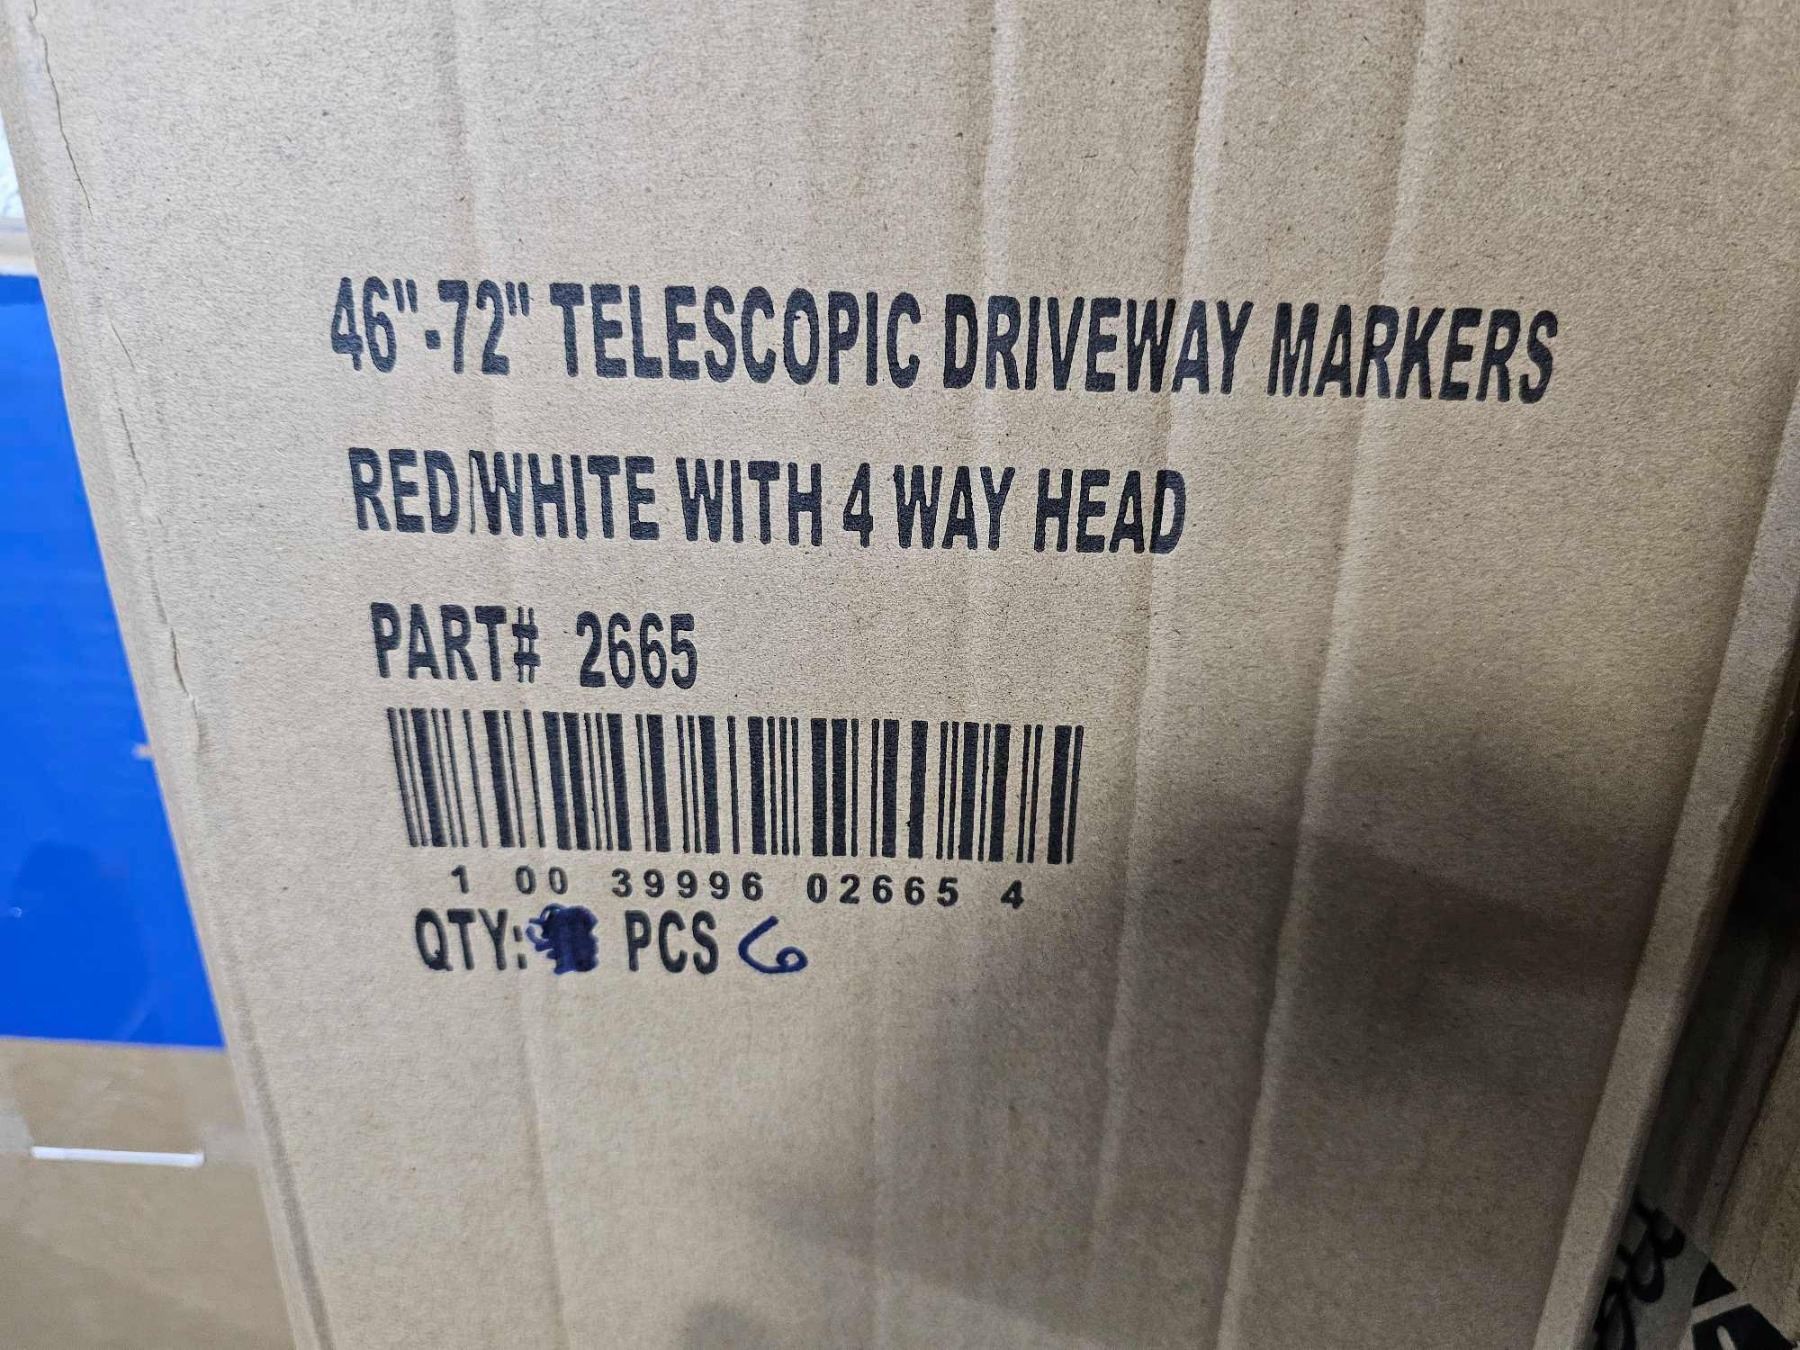 46"-72" TELESCOPIC DRIVEWAY MARKERS
RED/WHITE WITH 4 WAY HEAD
PART# 2665
1 00 39996 02665 4
QTY: PCS 6